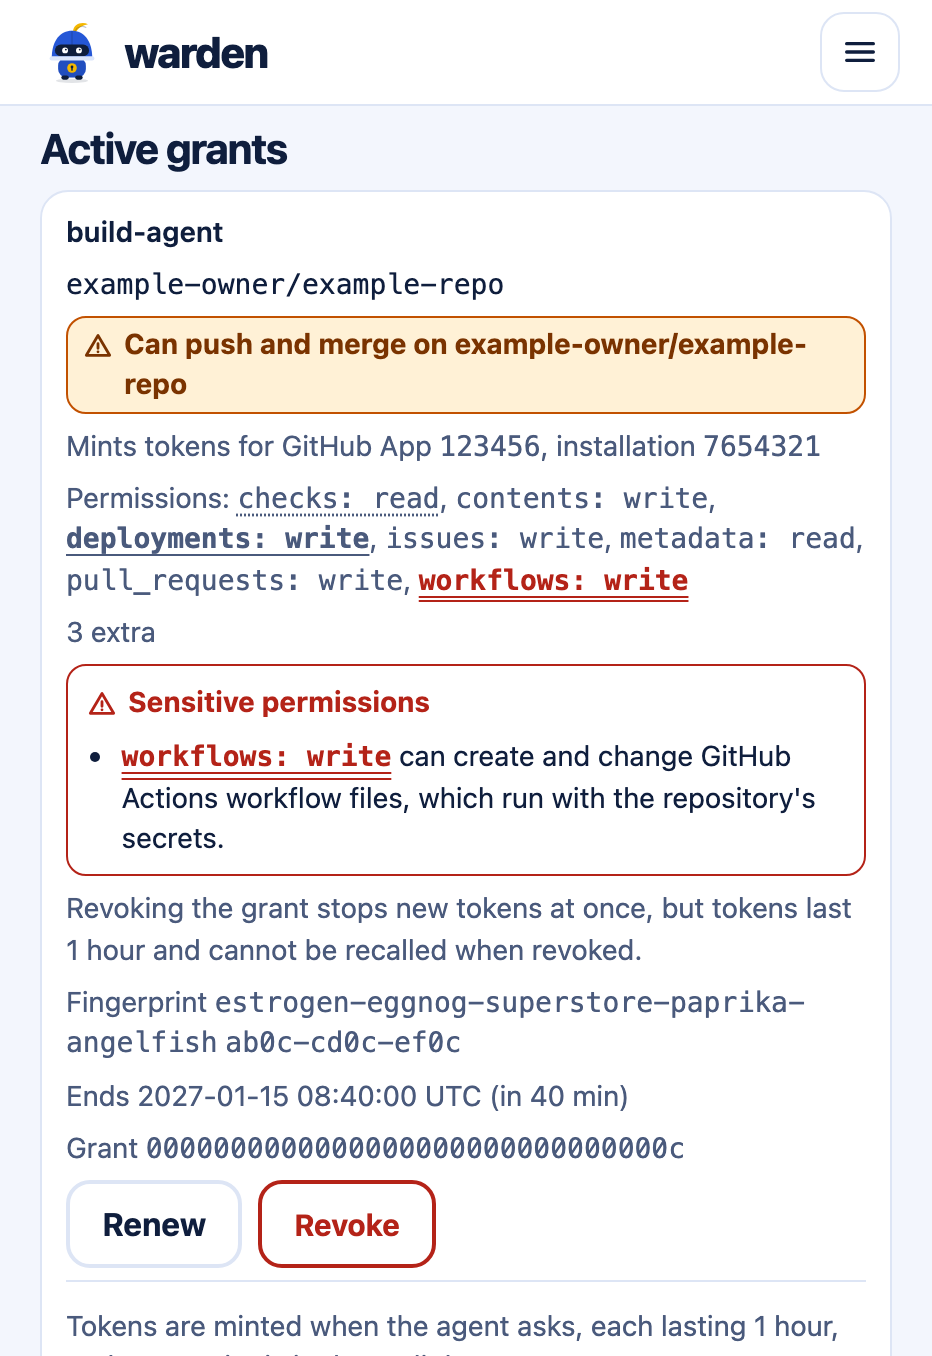 warden
Active grants
build-agent
example-owner/example-repo
Can push and merge on example-owner/example-
repo
Mints tokens for GitHub App 123456, installation 7654321
Permissions: checks: read, contents: write,
deployments: write, issues: write, metadata: read,
pull_requests: write, workflows: write
3 extra
Sensitive permissions
• workflows: write can create and change GitHub
Actions workflow files, which run with the repository's
secrets.
Revoking the grant stops new tokens at once, but tokens last
1 hour and cannot be recalled when revoked.
Fingerprint estrogen-eggnog-superstore-paprika-
angelfish ab0c-cd0c-ef0c
Ends 2027-01-15 08:40:00 UTC (in 40 min)
Grant 0000000000000000000000000000000c
Renew Revoke
Tokens are minted when the agent asks, each lasting 1 hour,